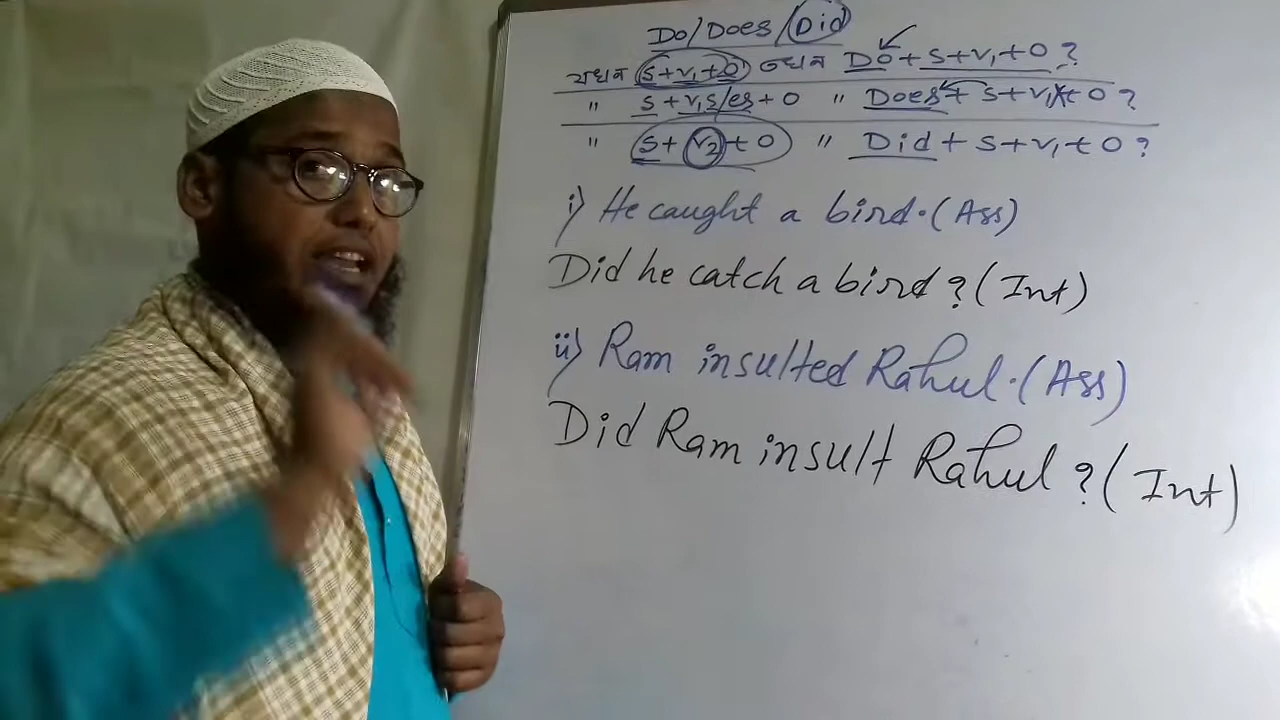 Do/Does/Did
যখন S+V₁+O তখন Do+S+V₁+O?
" S+V₁s/es+O " Does+S+V₁+O?
" S+V₂+O " Did+S+V₁+O?
i) He caught a bird. (Ass)
Did he catch a bird? (Int)
ii) Ram insulted Rahul. (Ass)
Did Ram insult Rahul? (Int)